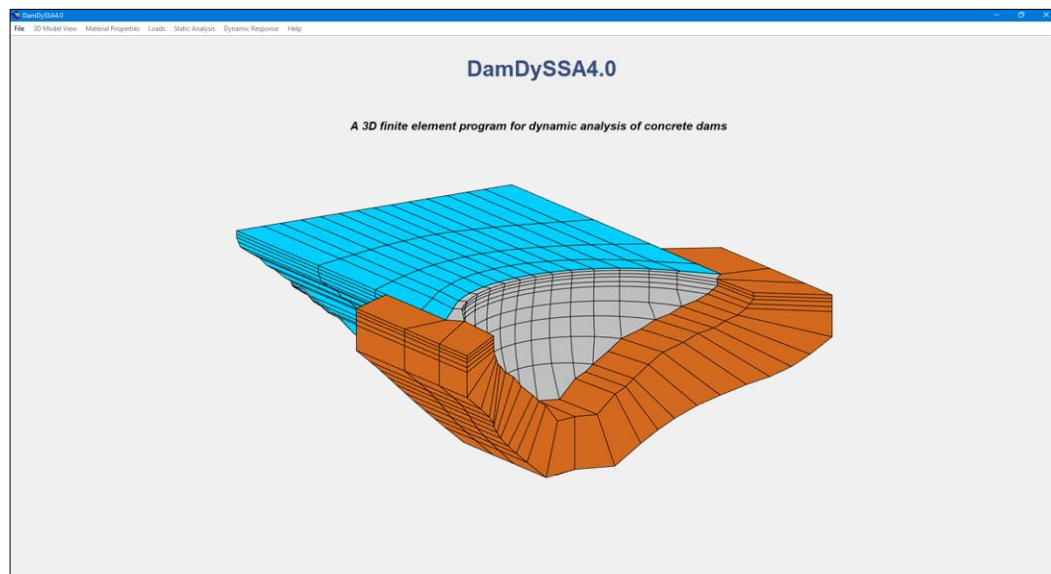 DamDySSA4.0
File 3D Model View Material Properties Loads Static Analysis Dynamic Response Help
DamDySSA4.0
A 3D finite element program for dynamic analysis of concrete dams